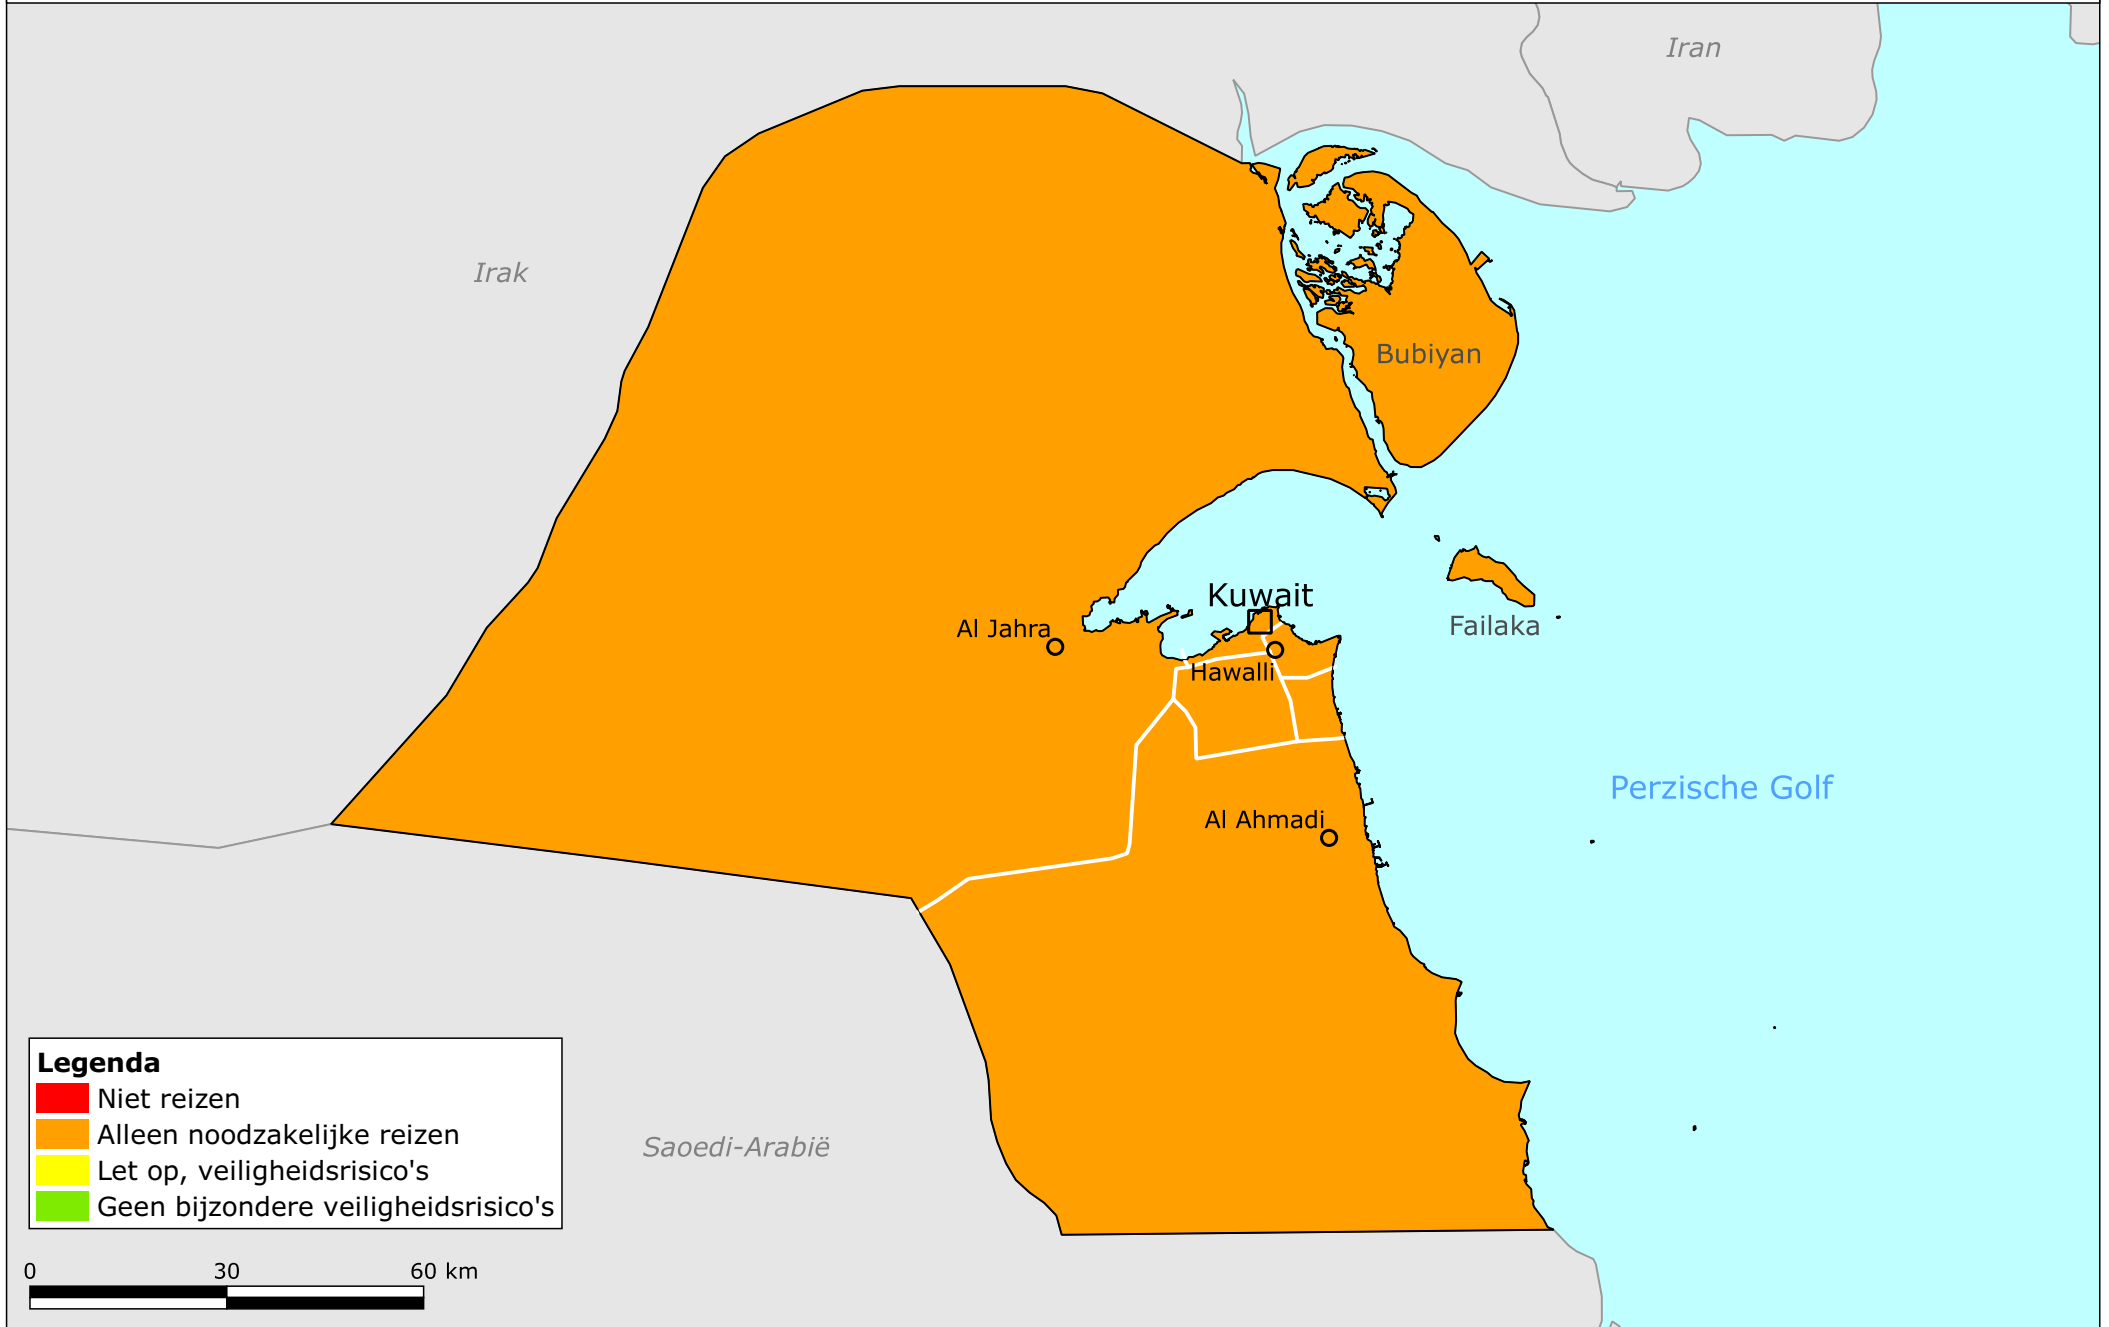 Iran
Irak
Bubiyan
Kuwait
Al Jahra
Failaka
Hawalli
Perzische Golf
Al Ahmadi
Saoedi-Arabië
Legenda
Niet reizen
Alleen noodzakelijke reizen
Let op, veiligheidsrisico's
Geen bijzondere veiligheidsrisico's
0 30 60 km